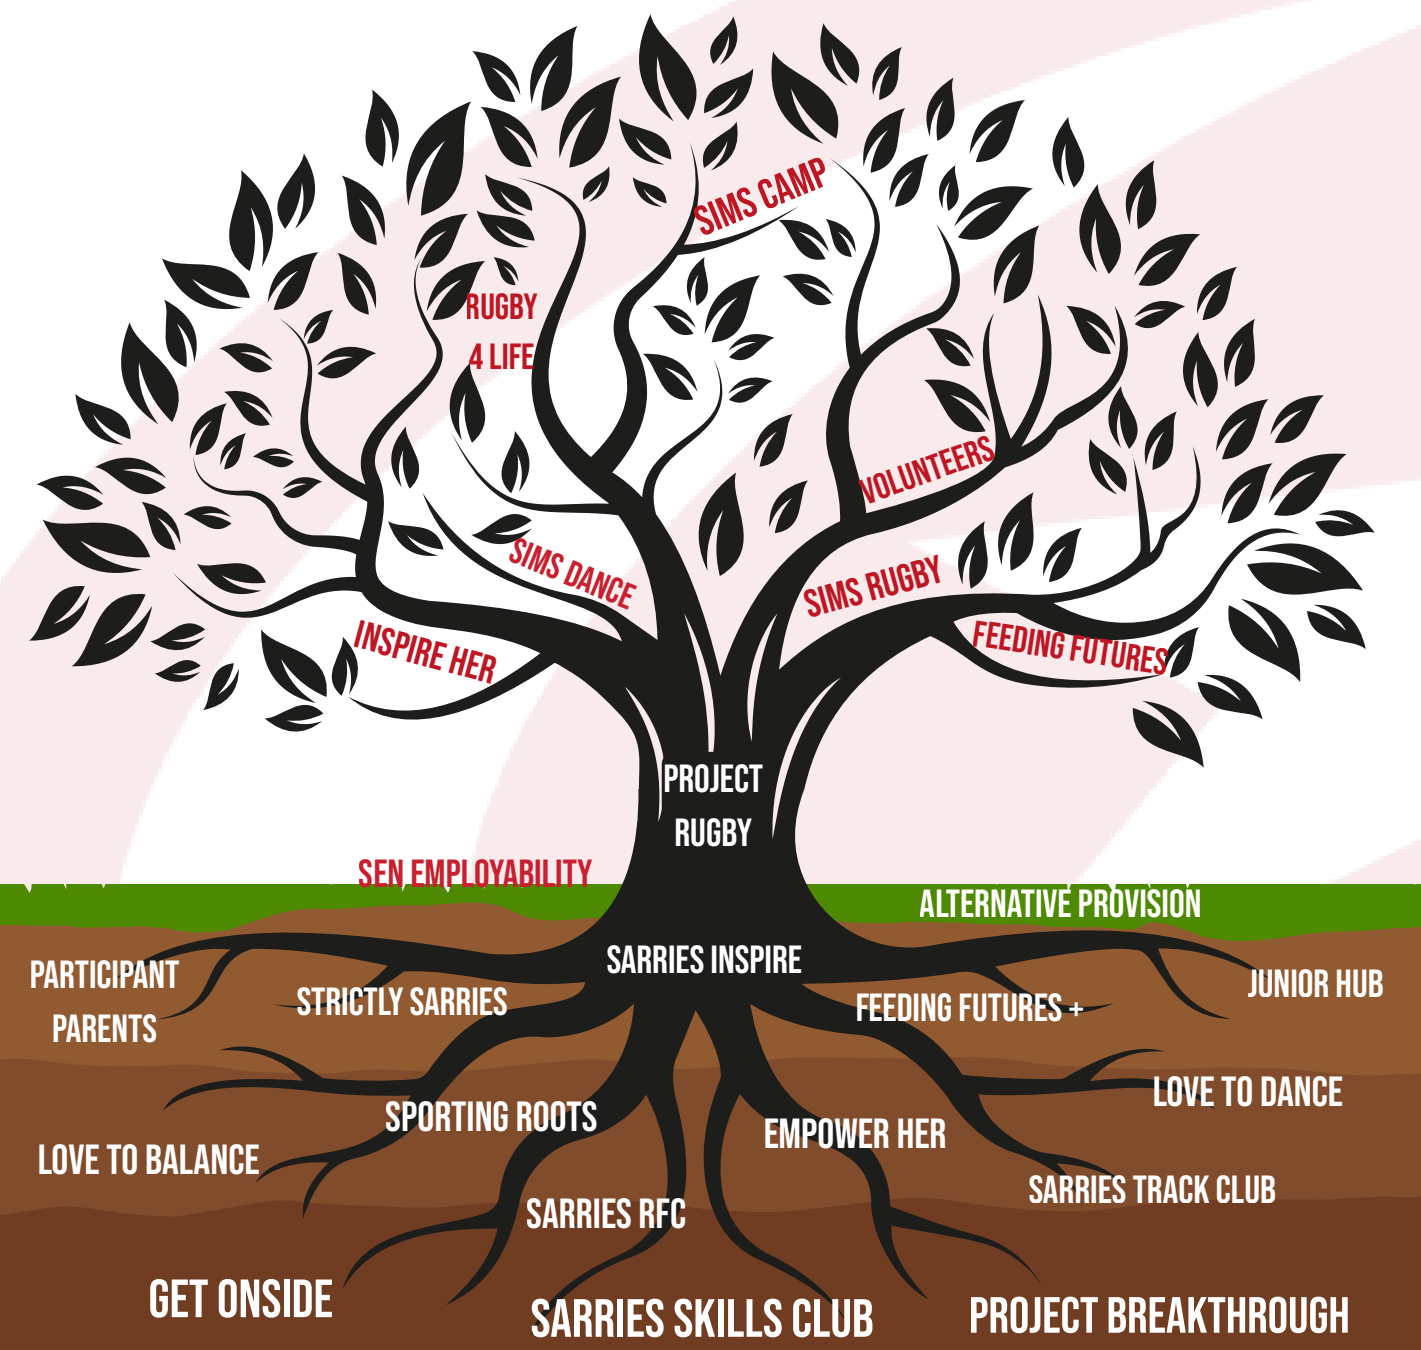 SIMS CAMP
RUGBY
4 LIFE
VOLUNTEERS
SIMS DANCE
SIMS RUGBY
INSPIRE HER
FEEDING FUTURES
PROJECT
RUGBY
SEN EMPLOYABILITY
ALTERNATIVE PROVISION
SARRIES INSPIRE
PARTICIPANT
PARENTS
STRICTLY SARRIES
FEEDING FUTURES +
JUNIOR HUB
LOVE TO DANCE
SPORTING ROOTS
EMPOWER HER
LOVE TO BALANCE
SARRIES TRACK CLUB
SARRIES RFC
GET ONSIDE
SARRIES SKILLS CLUB
PROJECT BREAKTHROUGH